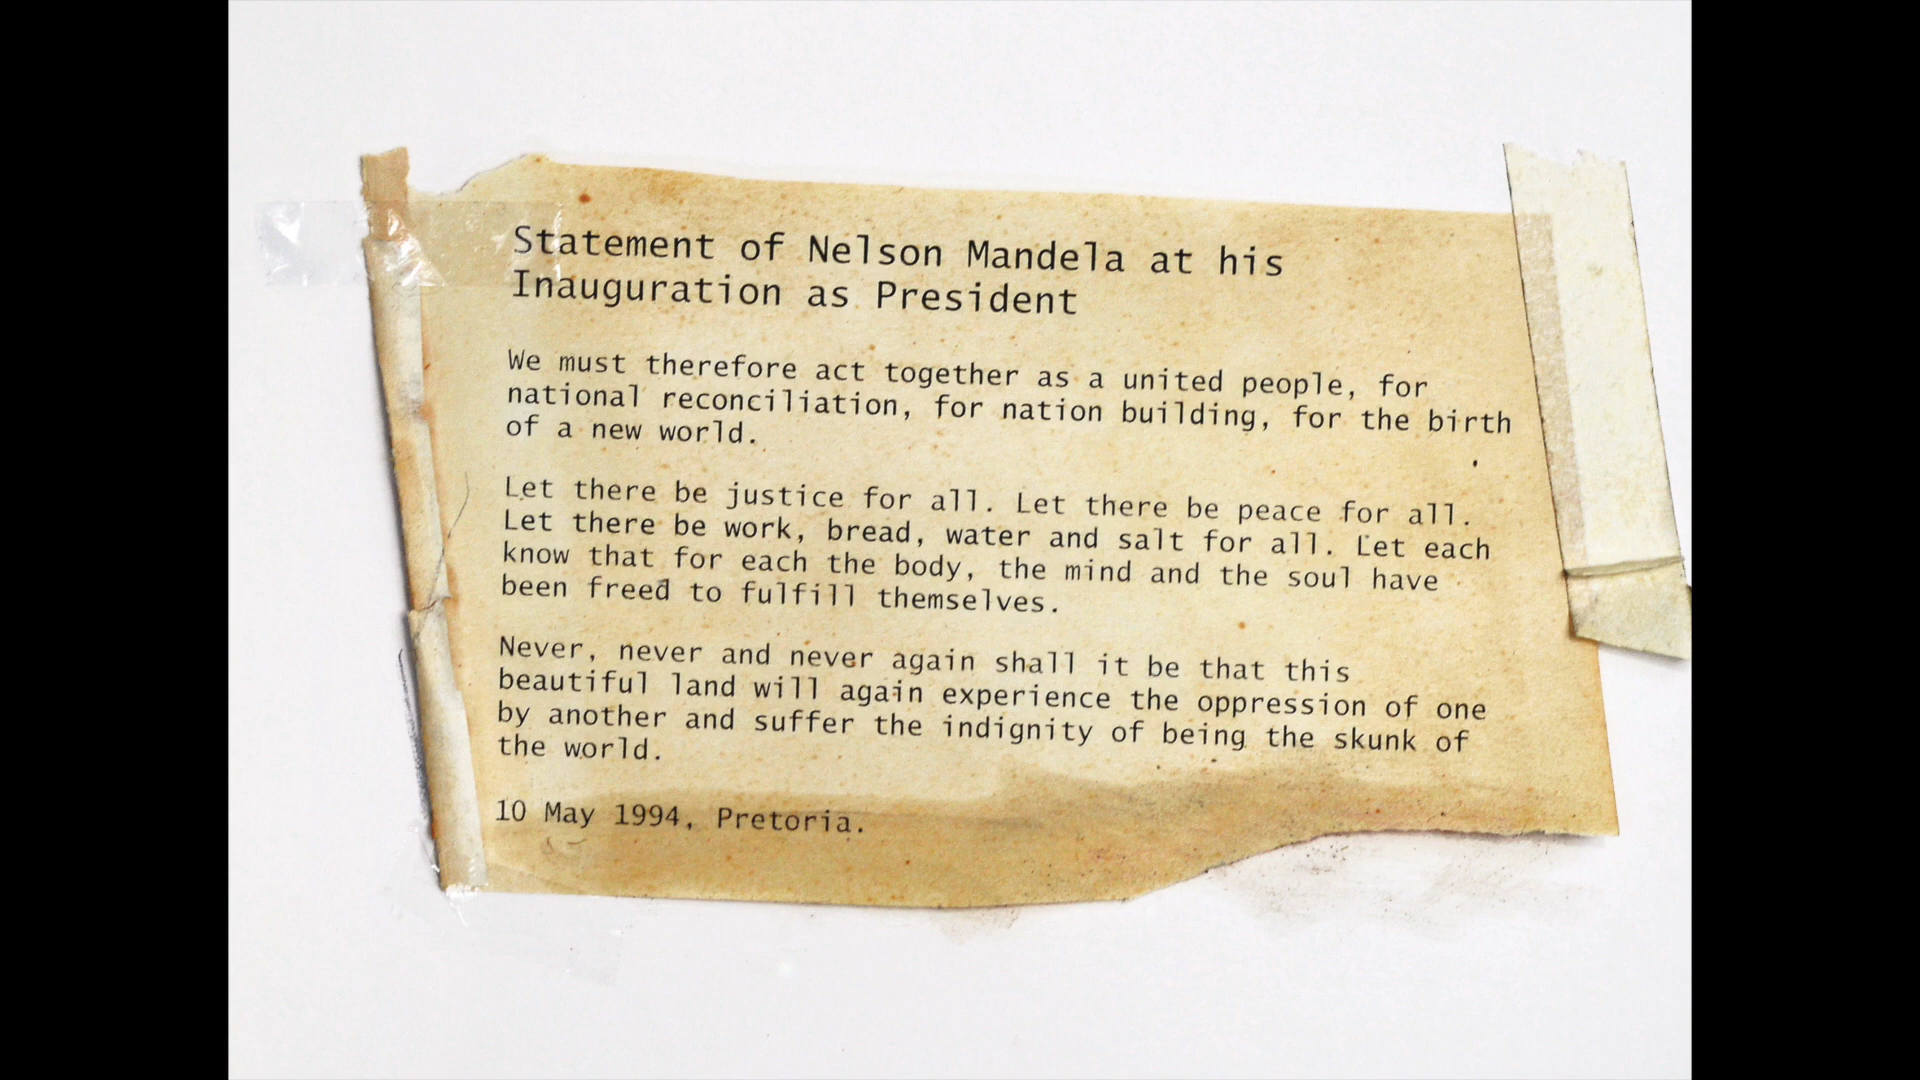 Statement of Nelson Mandela at his
Inauguration as President
We must therefore act together as a united people, for
national reconciliation, for nation building, for the birth
of a new world.
Let there be justice for all. Let there be peace for all.
Let there be work, bread, water and salt for all. Let each
know that for each the body, the mind and the soul have
been freed to fulfill themselves.
Never, never and never again shall it be that this
beautiful land will again experience the oppression of one
by another and suffer the indignity of being the skunk of
the world.
10 May 1994, Pretoria.